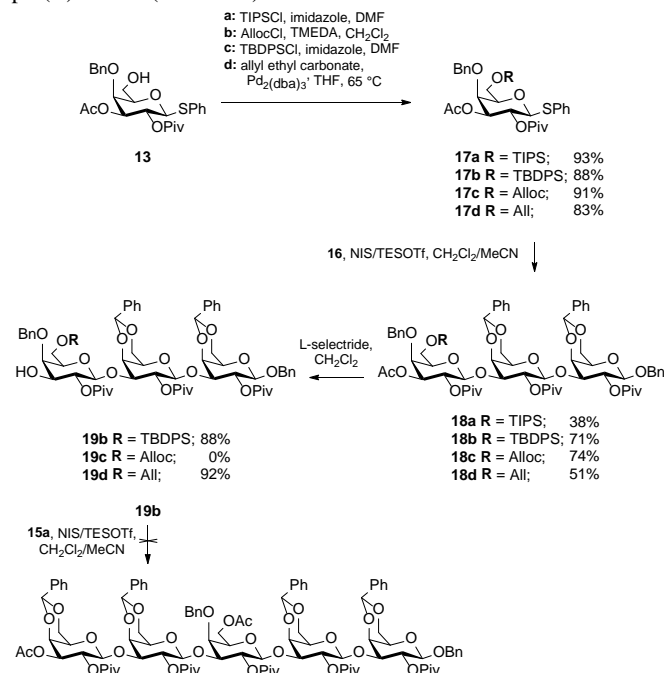 a: TIPSCl, imidazole, DMF
b: AllocCl, TMEDA, CH2Cl2
c: TBDPSCl, imidazole, DMF
d: allyl ethyl carbonate,
Pd2(dba)3, THF, 65 °C
BnO OH
O
AcO SPh
OPiv
13
BnO OR
O
AcO SPh
OPiv
17a R = TIPS; 93%
17b R = TBDPS; 88%
17c R = Alloc; 91%
17d R = All; 83%
16, NIS/TESOTf, CH2Cl2/MeCN
Ph Ph
BnO OR O O O O
O O O
HO O O OBn
OPiv OPiv OPiv
L-selectride,
CH2Cl2
Ph Ph
BnO OR O O O O
O O O
AcO O O OBn
OPiv OPiv OPiv
19b R = TBDPS; 88%
19c R = Alloc; 0%
19d R = All; 92%
18a R = TIPS; 38%
18b R = TBDPS; 71%
18c R = Alloc; 74%
18d R = All; 51%
19b
15a, NIS/TESOTf,
CH2Cl2/MeCN
Ph Ph Ph Ph
O O O O BnO OAc O O O O
O O O O O
AcO O O O O OBn
OPiv OPiv OPiv OPiv OPiv